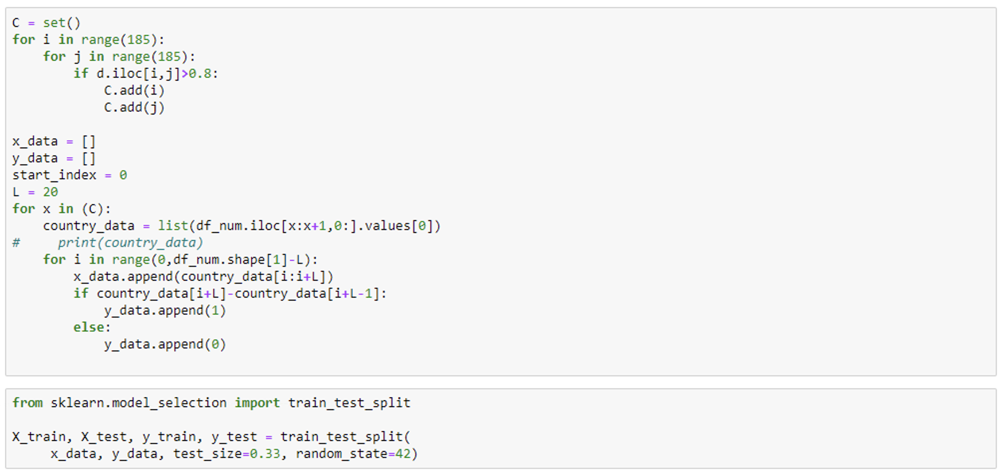 C = set()
for i in range(185):
    for j in range(185):
        if d.iloc[i,j]>0.8:
            C.add(i)
            C.add(j)

x_data = []
y_data = []
start_index = 0
L = 20
for x in (C):
    country_data = list(df_num.iloc[x:x+1,0:].values[0])
#     print(country_data)
    for i in range(0,df_num.shape[1]-L):
        x_data.append(country_data[i:i+L])
        if country_data[i+L]-country_data[i+L-1]:
            y_data.append(1)
        else:
            y_data.append(0)

from sklearn.model_selection import train_test_split

X_train, X_test, y_train, y_test = train_test_split(
     x_data, y_data, test_size=0.33, random_state=42)